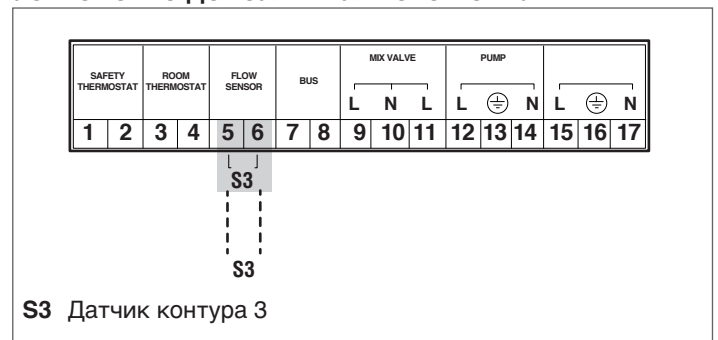 SAFETY THERMOSTAT ROOM THERMOSTAT FLOW SENSOR BUS MIX VALVE PUMP
L N L L N L N
1 2 3 4 5 6 7 8 9 10 11 12 13 14 15 16 17
S3
S3
S3 Датчик контура 3